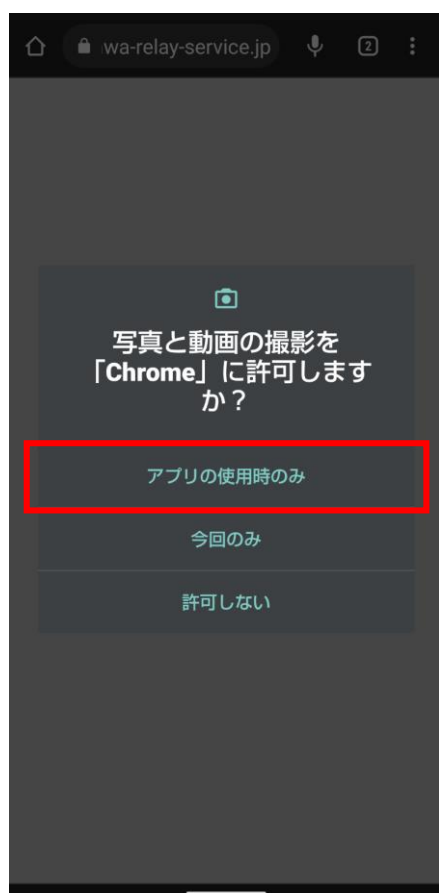 wa-relay-service.jp 2
写真と動画の撮影を
「Chrome」に許可します
か？
アプリの使用時のみ
今回のみ
許可しない